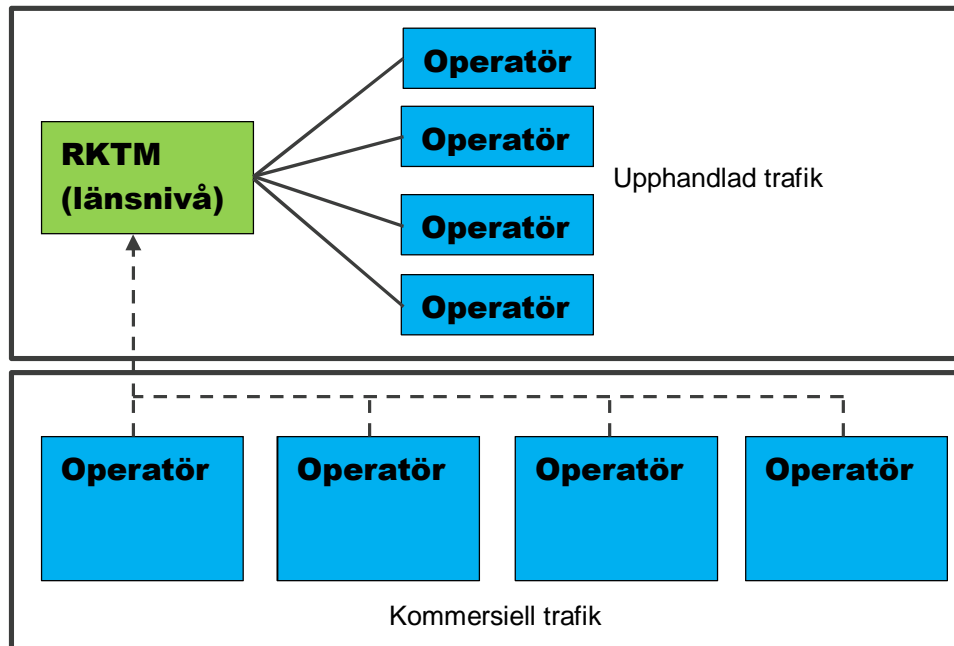 Operatör
RKTM
(länsnivå)
Operatör
Upphandlad trafik
Operatör
Operatör
Operatör
Operatör
Operatör
Operatör
Kommersiell trafik